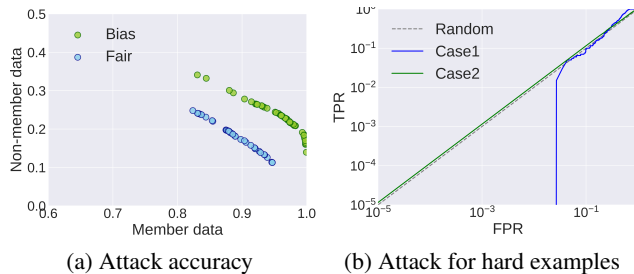 0.5
0.4
0.3
0.2
0.1
0.0
Non-member data
Bias
Fair
0.6 0.7 0.8 0.9 1.0
Member data
(a) Attack accuracy
10⁰
10⁻¹
10⁻²
10⁻³
10⁻⁴
10⁻⁵
TPR
Random
Case1
Case2
10⁻⁵ 10⁻³ 10⁻¹
FPR
(b) Attack for hard examples